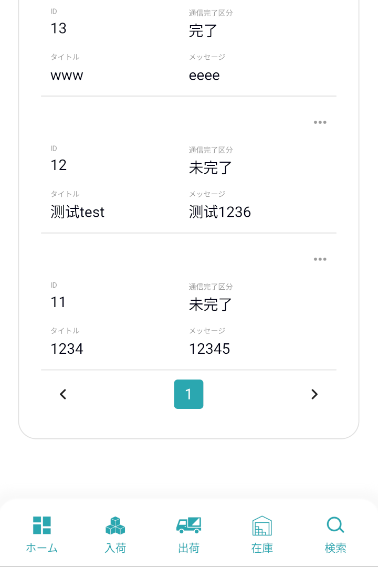 ID 通信完了区分
13 完了
タイトル メッセージ
www eeee
ID 通信完了区分
12 未完了
タイトル メッセージ
测试test 测试1236
ID 通信完了区分
11 未完了
タイトル メッセージ
1234 12345
1
ホーム 入荷 出荷 在庫 検索